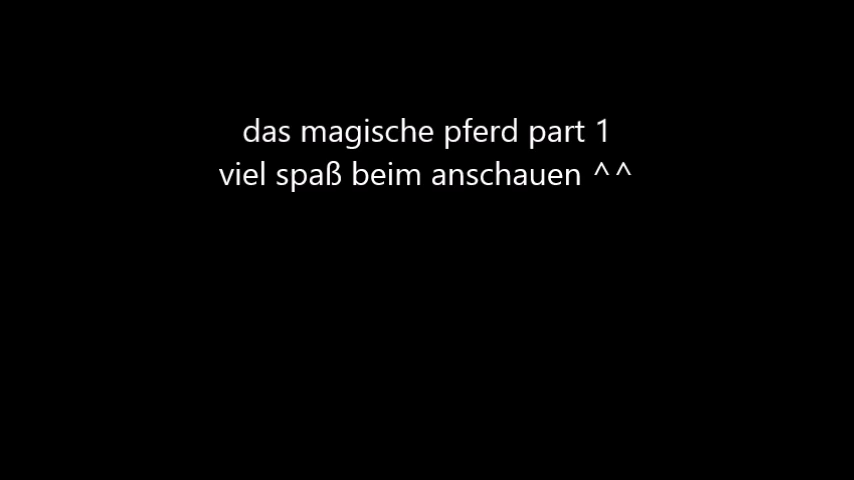 das magische pferd part 1
viel spaß beim anschauen ^^